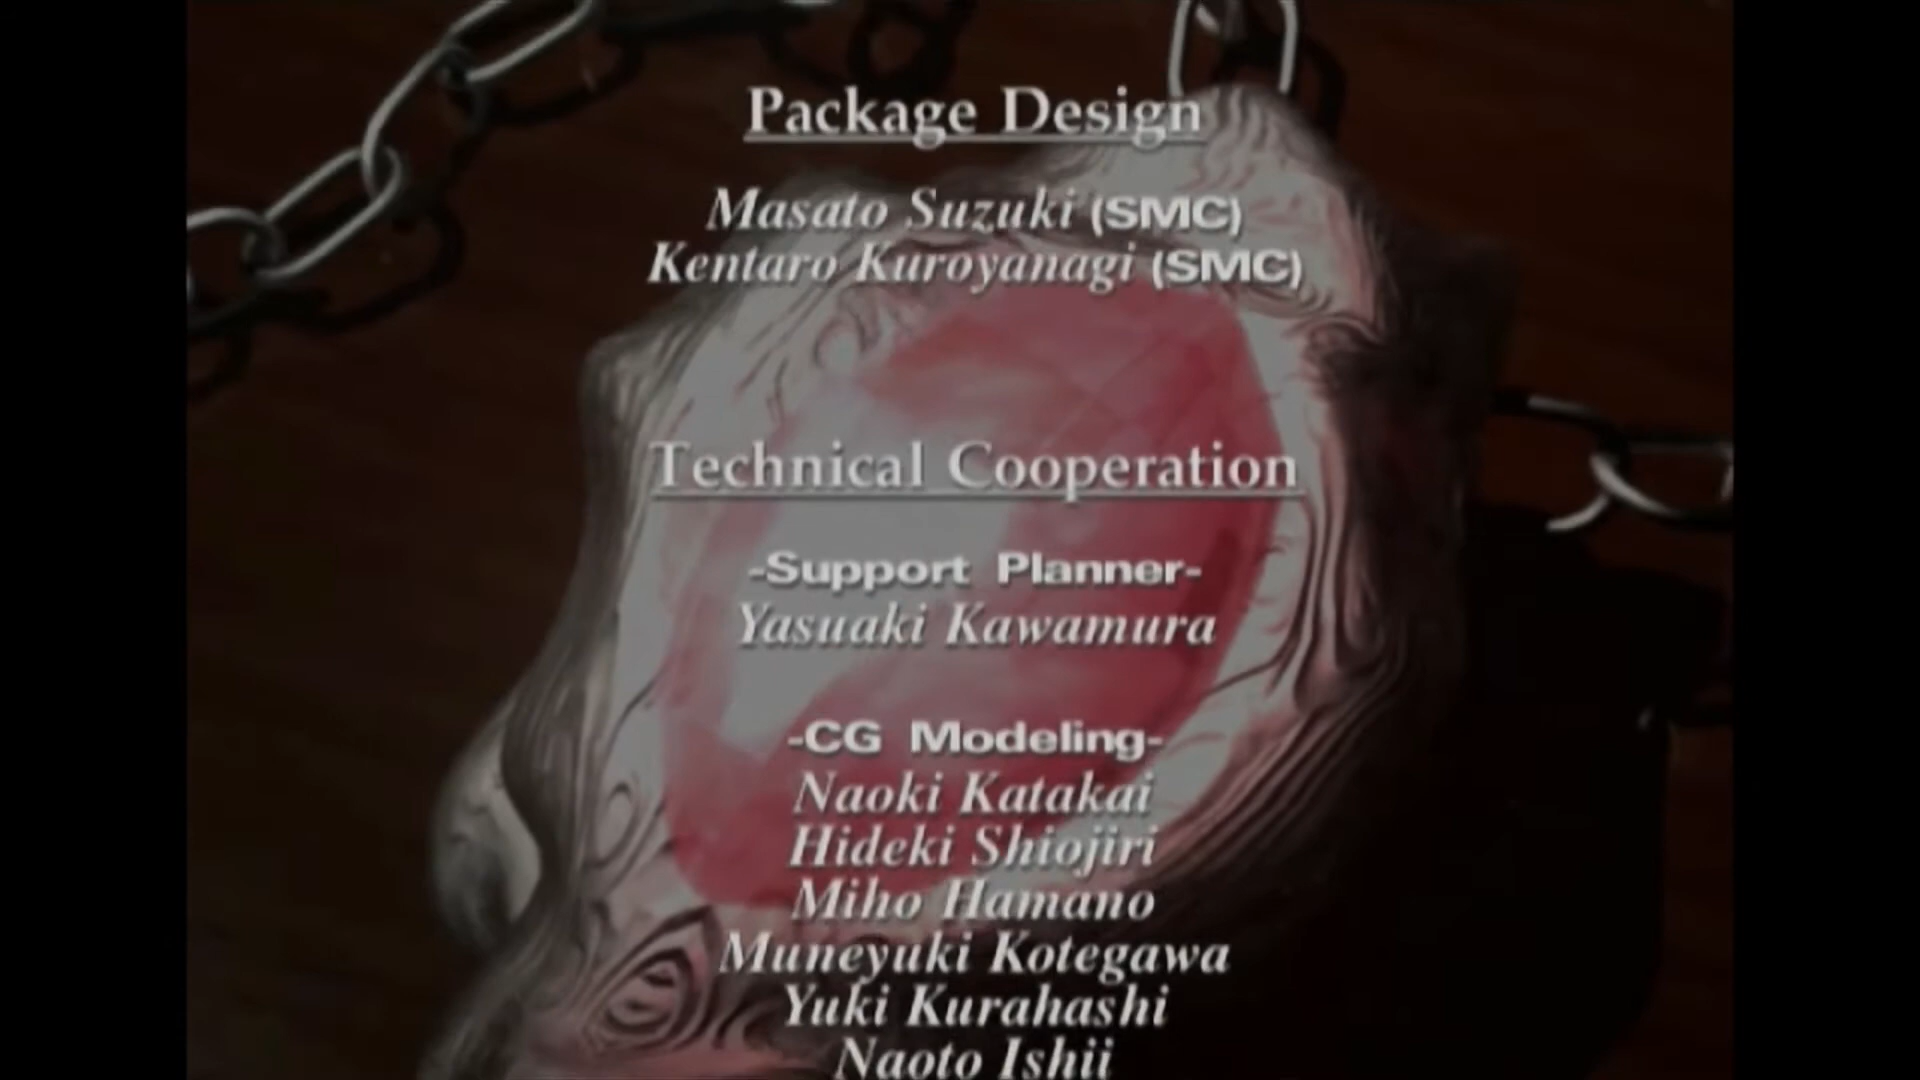 Package Design
Masato Suzuki (SMC)
Kentaro Kuroyanagi (SMC)
Technical Cooperation
-Support Planner-
Yasuaki Kawamura
-CG Modeling-
Naoki Katakai
Hideki Shiojiri
Miho Hamano
Muneyuki Kotegawa
Yuki Kurahashi
Naoto Ishii